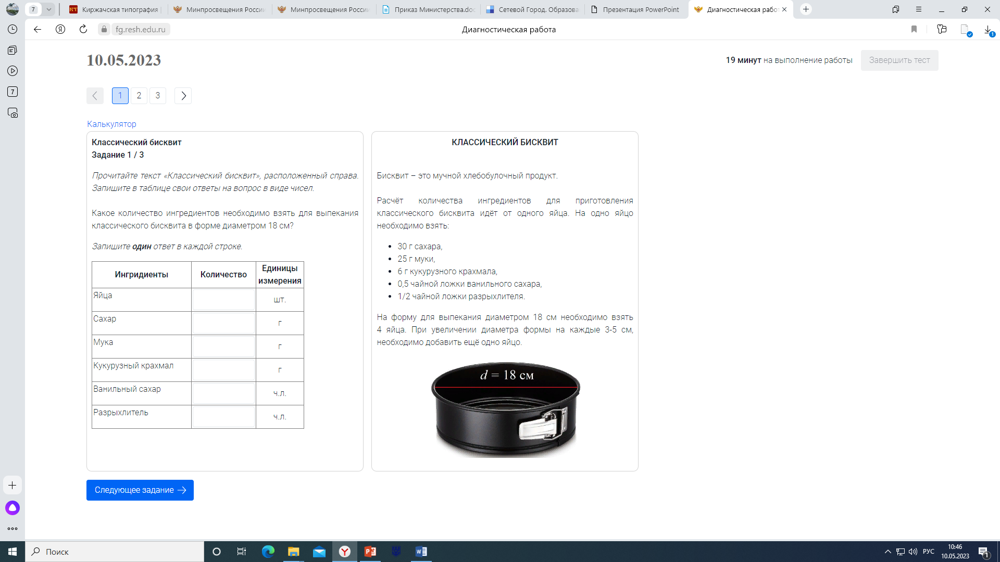 7
Киржачская типография |
Минпросвещения России
Минпросвещения России
Приказ Министерства.doc
Сетевой Город. Образова
Презентация PowerPoint
Диагностическая работ
fg.resh.edu.ru
Диагностическая работа
1
7
10.05.2023
19 минут на выполнение работы
Завершить тест
1 2 3
Калькулятор
Классический бисквит
Задание 1 / 3
Прочитайте текст «Классический бисквит», расположенный справа.
Запишите в таблице свои ответы на вопрос в виде чисел.
Какое количество ингредиентов необходимо взять для выпекания
классического бисквита в форме диаметром 18 см?
Запишите один ответ в каждой строке.
Ингридиенты Количество Единицы
измерения
Яйца шт.
Сахар г
Мука г
Кукурузный крахмал г
Ванильный сахар ч.л.
Разрыхлитель ч.л.
КЛАССИЧЕСКИЙ БИСКВИТ
Бисквит – это мучной хлебобулочный продукт.
Расчёт количества ингредиентов для приготовления
классического бисквита идёт от одного яйца. На одно яйцо
необходимо взять:
• 30 г сахара,
• 25 г муки,
• 6 г кукурузного крахмала,
• 0,5 чайной ложки ванильного сахара,
• 1/2 чайной ложки разрыхлителя.
На форму для выпекания диаметром 18 см необходимо взять
4 яйца. При увеличении диаметра формы на каждые 3-5 см,
необходимо добавить ещё одно яйцо.
d = 18 см
Следующее задание
Поиск
РУС
10:46
10.05.2023
1